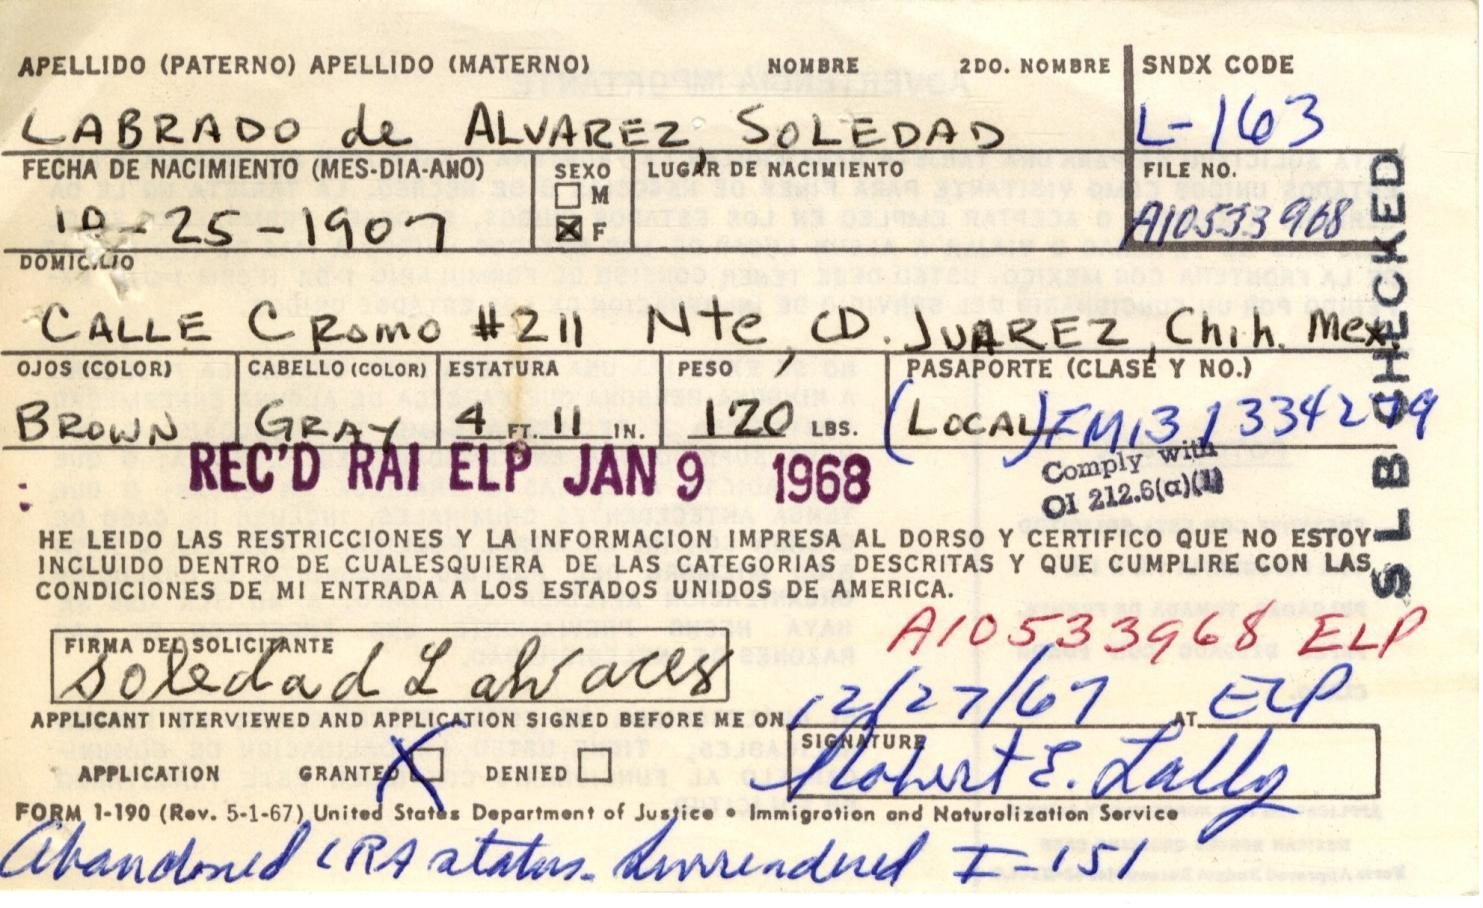 APELLIDO (PATERNO) APELLIDO (MATERNO) NOMBRE 2DO. NOMBRE SNDX CODE
LABRADO de ALVAREZ, SOLEDAD L-163
FECHA DE NACIMIENTO (MES-DIA-AÑO) SEXO LUGAR DE NACIMIENTO FILE NO.
M
10-25-1907 F A10533968
DOMICILIO
CALLE CROMO #211 Nte, CD. JUAREZ, Chih. Mex
OJOS (COLOR) CABELLO (COLOR) ESTATURA PESO PASAPORTE (CLASE Y NO.)
BROWN GRAY 4 FT. 11 IN. 120 LBS. (LOCAL) FM13 1334279
SLB CHECKED
REC'D RAI ELP JAN 9 1968
Comply with
OI 212.6(a)
HE LEIDO LAS RESTRICCIONES Y LA INFORMACION IMPRESA AL DORSO Y CERTIFICO QUE NO ESTOY
INCLUIDO DENTRO DE CUALESQUIERA DE LAS CATEGORIAS DESCRITAS Y QUE CUMPLIRE CON LAS
CONDICIONES DE MI ENTRADA A LOS ESTADOS UNIDOS DE AMERICA.
A10533968 ELP
FIRMA DEL SOLICITANTE
Soledad L Alvarez
APPLICANT INTERVIEWED AND APPLICATION SIGNED BEFORE ME ON 12/27/67 AT ELP
SIGNATURE
Robert E. Lally
APPLICATION GRANTED X DENIED
FORM I-190 (Rev. 5-1-67) United States Department of Justice • Immigration and Naturalization Service
Abandoned LRA status. Surrendered I-151